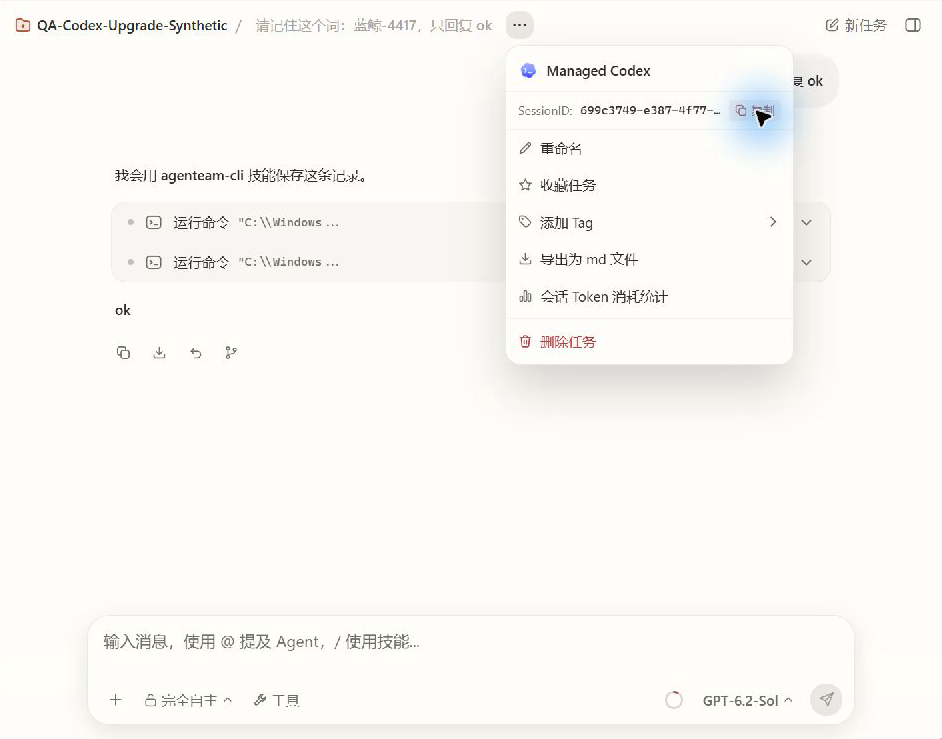 QA-Codex-Upgrade-Synthetic / 请记住这个词：蓝鲸-4417，只回复 ok ... 新任务
Managed Codex
复 ok
SessionID: 699c3749-e387-4f77-… 复制
重命名
我会用 agenteam-cli 技能保存这条记录。
收藏任务
运行命令 "C:\\Windows ...
添加 Tag
运行命令 "C:\\Windows ...
导出为 md 文件
会话 Token 消耗统计
ok
删除任务
输入消息，使用 @ 提及 Agent，/ 使用技能...
完全自主 工具 GPT-6.2-Sol